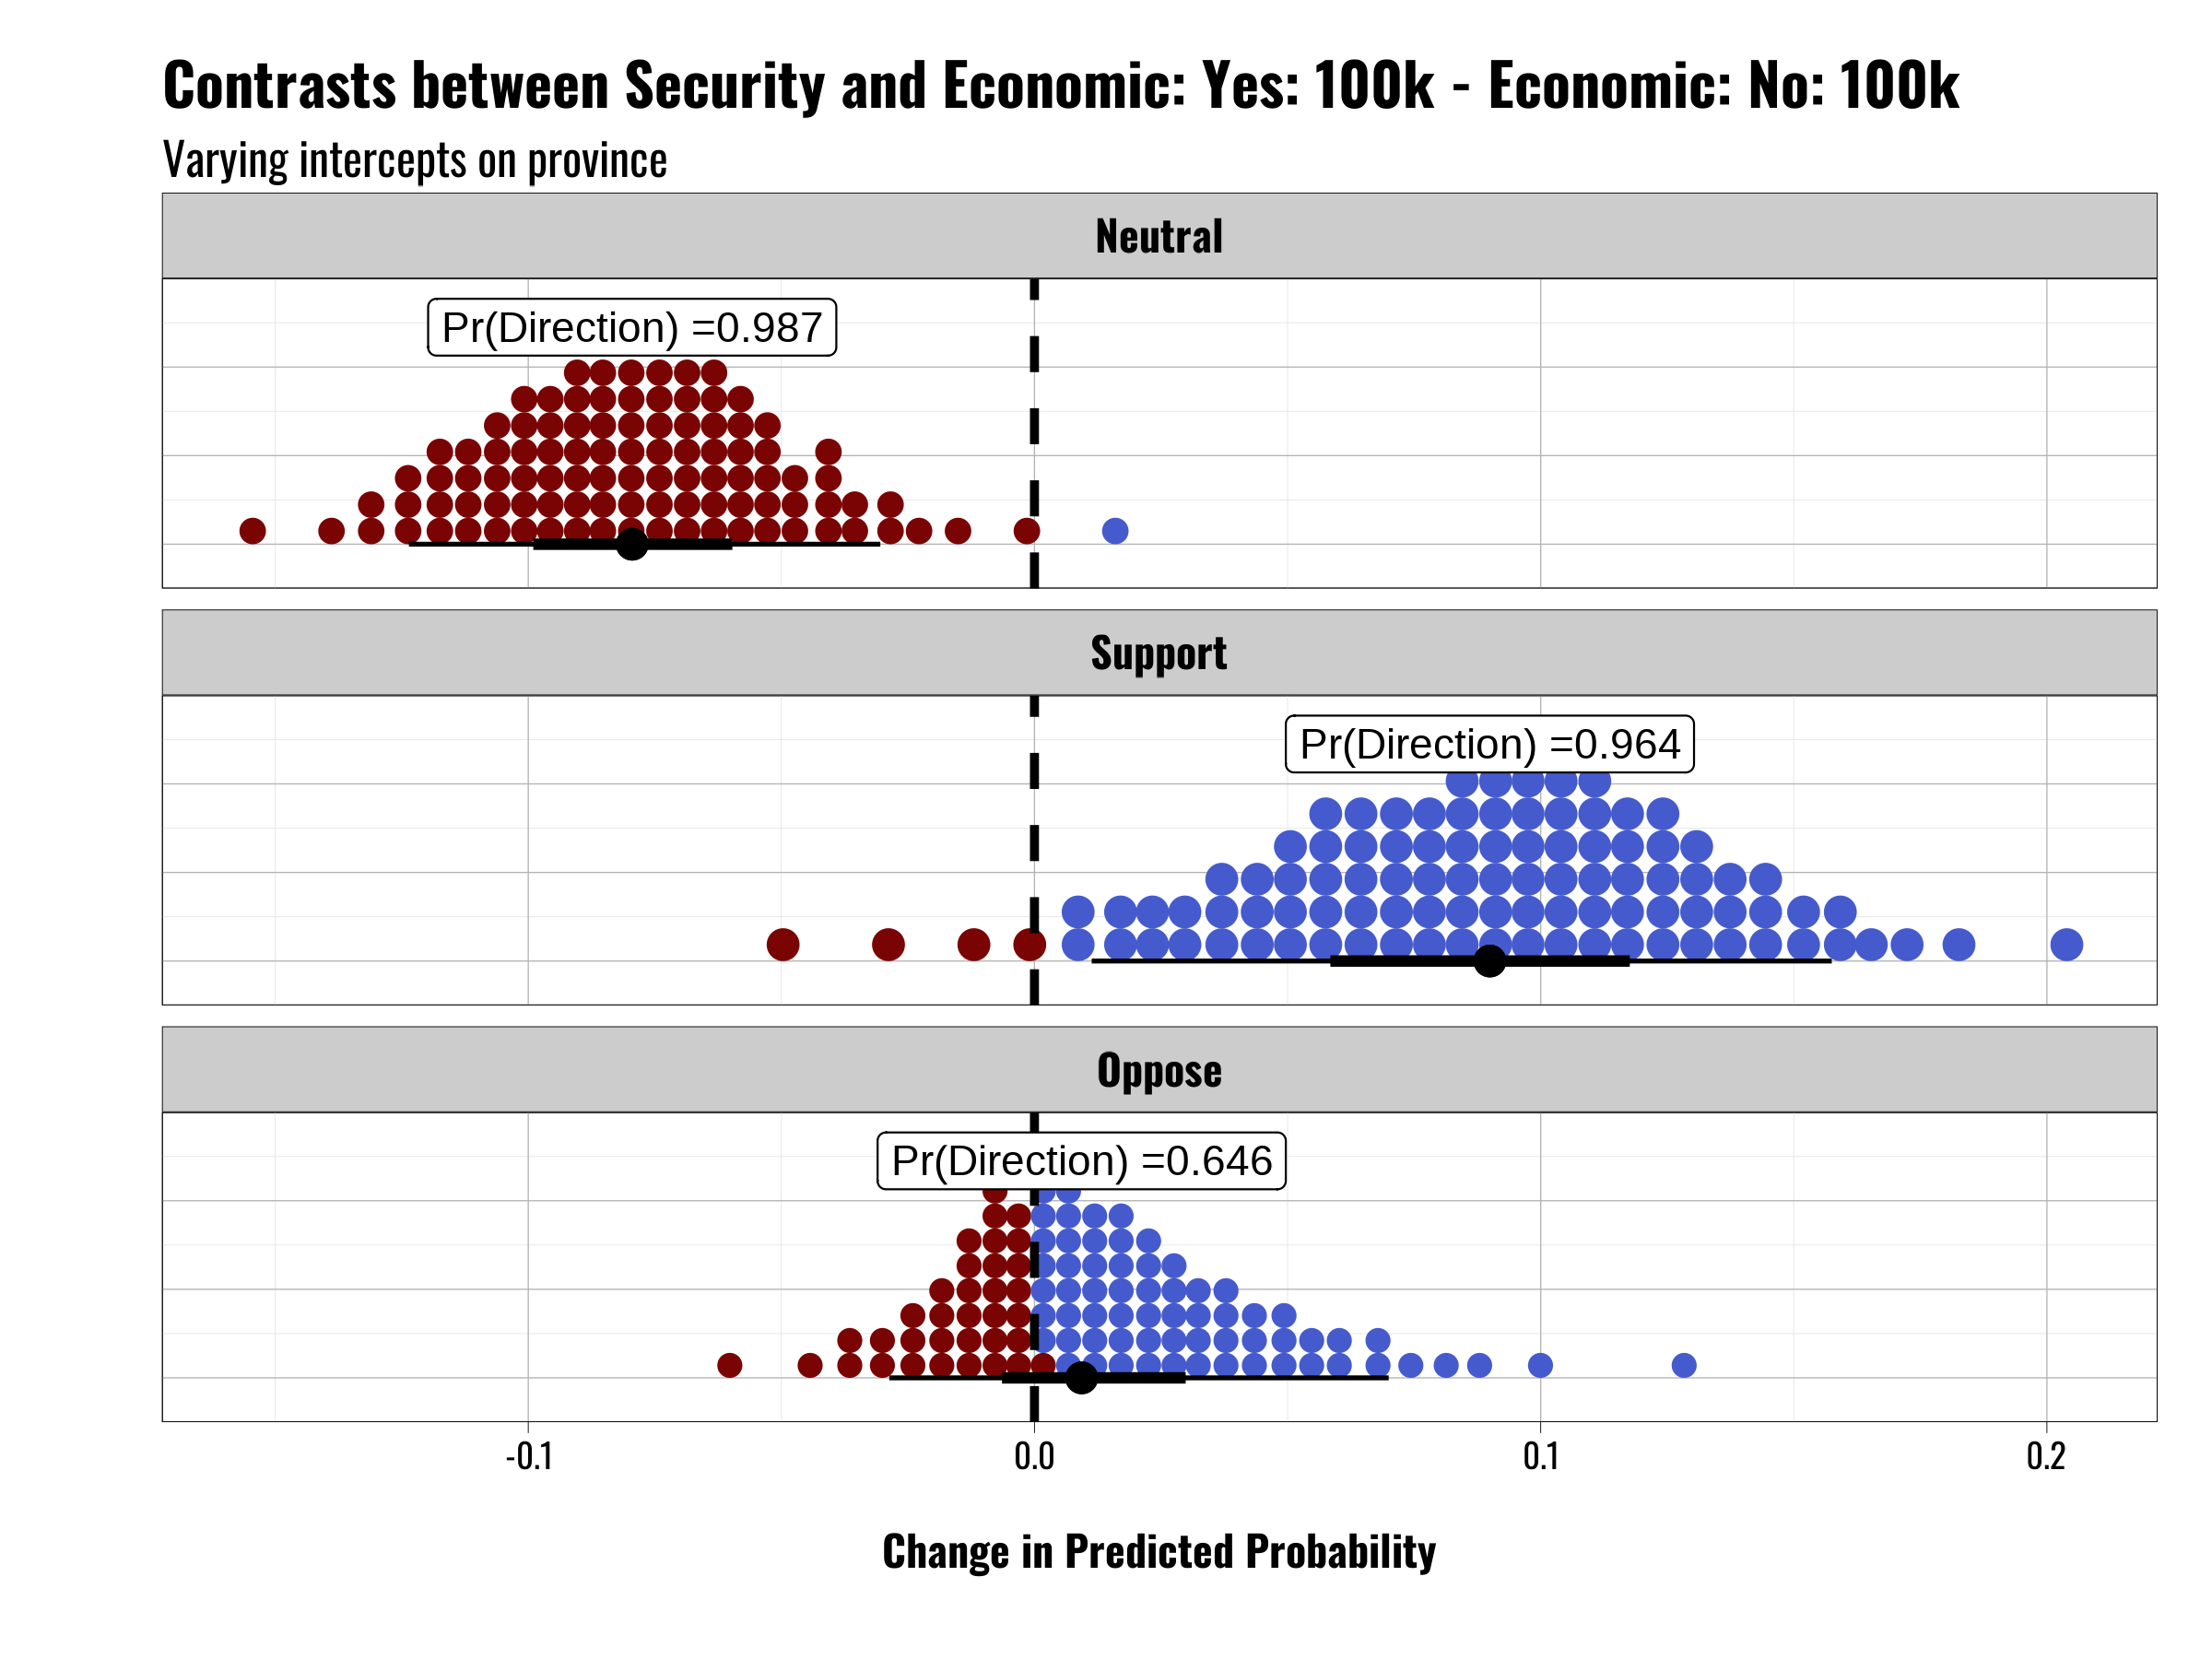 Contrasts between Security and Economic: Yes: 100k - Economic: No: 100k
Varying intercepts on province
Neutral
Pr(Direction) =0.987
Support
Pr(Direction) =0.964
Oppose
Pr(Direction) =0.646
-0.1 0.0 0.1 0.2
Change in Predicted Probability